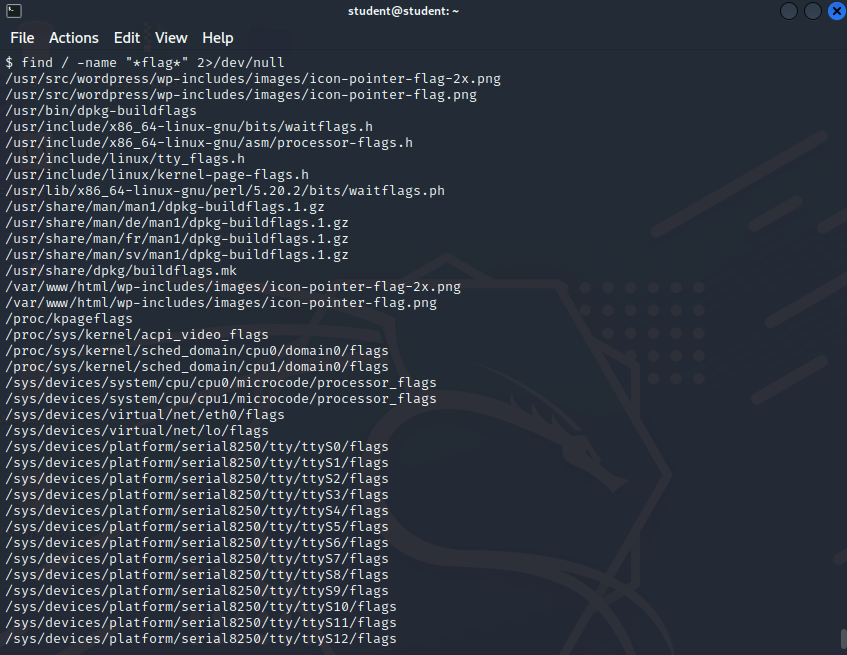 student@student: ~
File Actions Edit View Help
$ find / -name "*flag*" 2>/dev/null
/usr/src/wordpress/wp-includes/images/icon-pointer-flag-2x.png
/usr/src/wordpress/wp-includes/images/icon-pointer-flag.png
/usr/bin/dpkg-buildflags
/usr/include/x86_64-linux-gnu/bits/waitflags.h
/usr/include/x86_64-linux-gnu/asm/processor-flags.h
/usr/include/linux/tty_flags.h
/usr/include/linux/kernel-page-flags.h
/usr/lib/x86_64-linux-gnu/perl/5.20.2/bits/waitflags.ph
/usr/share/man/man1/dpkg-buildflags.1.gz
/usr/share/man/de/man1/dpkg-buildflags.1.gz
/usr/share/man/fr/man1/dpkg-buildflags.1.gz
/usr/share/man/sv/man1/dpkg-buildflags.1.gz
/usr/share/dpkg/buildflags.mk
/var/www/html/wp-includes/images/icon-pointer-flag-2x.png
/var/www/html/wp-includes/images/icon-pointer-flag.png
/proc/kpageflags
/proc/sys/kernel/acpi_video_flags
/proc/sys/kernel/sched_domain/cpu0/domain0/flags
/proc/sys/kernel/sched_domain/cpu1/domain0/flags
/sys/devices/system/cpu/cpu0/microcode/processor_flags
/sys/devices/system/cpu/cpu1/microcode/processor_flags
/sys/devices/virtual/net/eth0/flags
/sys/devices/virtual/net/lo/flags
/sys/devices/platform/serial8250/tty/ttyS0/flags
/sys/devices/platform/serial8250/tty/ttyS1/flags
/sys/devices/platform/serial8250/tty/ttyS2/flags
/sys/devices/platform/serial8250/tty/ttyS3/flags
/sys/devices/platform/serial8250/tty/ttyS4/flags
/sys/devices/platform/serial8250/tty/ttyS5/flags
/sys/devices/platform/serial8250/tty/ttyS6/flags
/sys/devices/platform/serial8250/tty/ttyS7/flags
/sys/devices/platform/serial8250/tty/ttyS8/flags
/sys/devices/platform/serial8250/tty/ttyS9/flags
/sys/devices/platform/serial8250/tty/ttyS10/flags
/sys/devices/platform/serial8250/tty/ttyS11/flags
/sys/devices/platform/serial8250/tty/ttyS12/flags